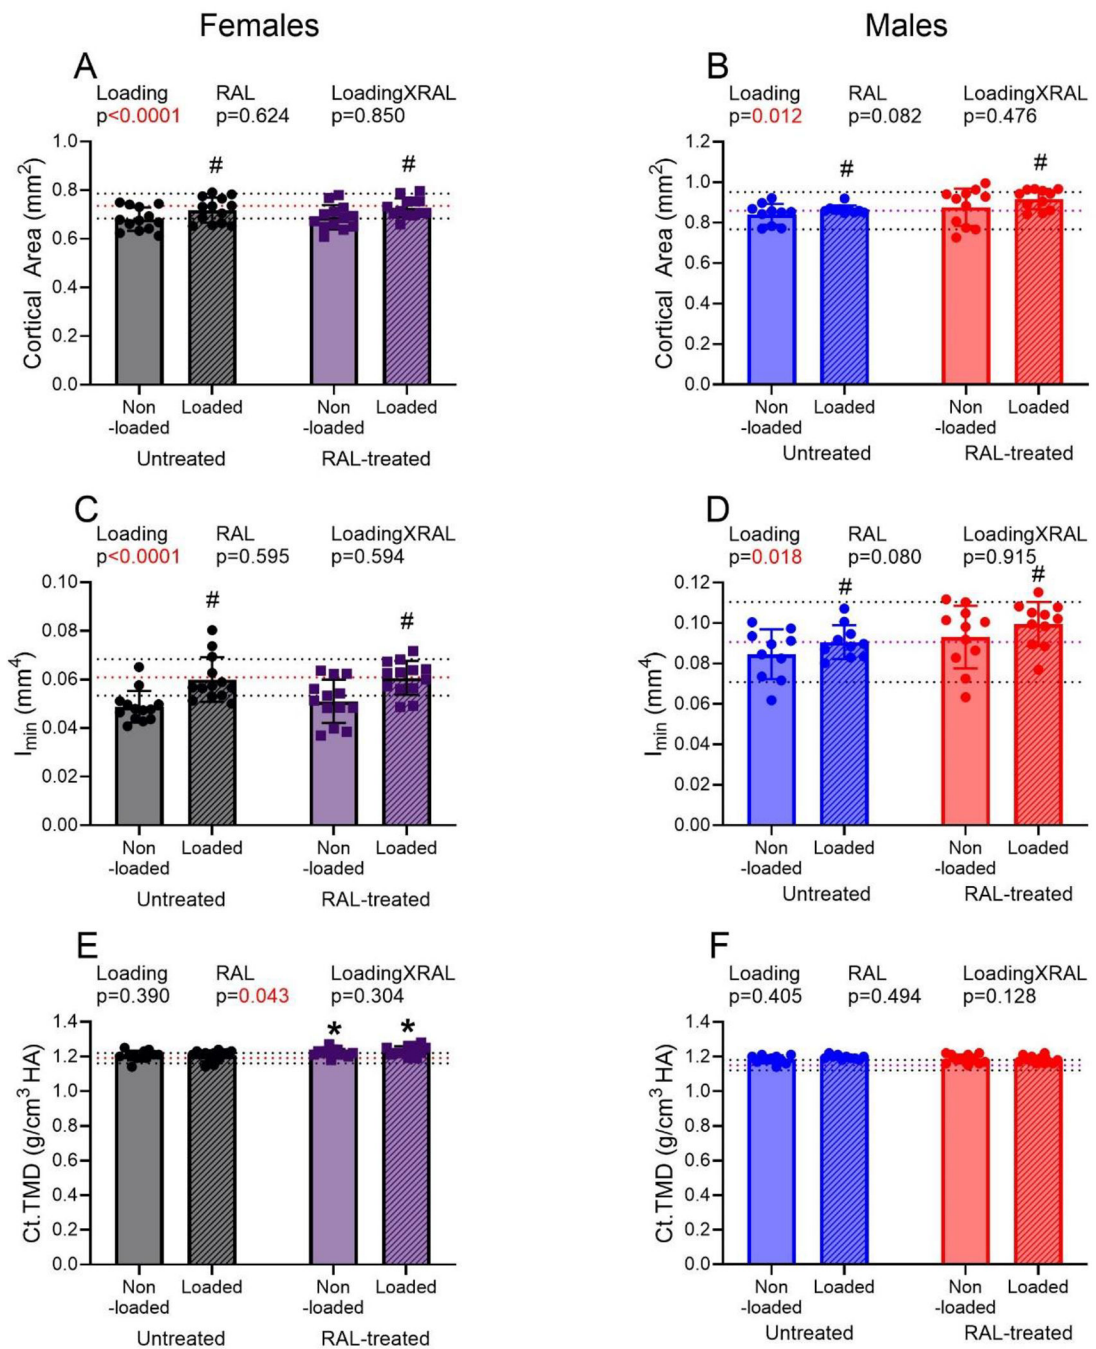 Females
Males
A
Loading RAL LoadingXRAL
p<0.0001 p=0.624 p=0.850
Cortical Area (mm²)
1.0
0.8
0.6
0.4
0.2
0.0
# #
Non
-loaded
Loaded
Non
-loaded
Loaded
Untreated
RAL-treated
B
Loading RAL LoadingXRAL
p=0.012 p=0.082 p=0.476
Cortical Area (mm²)
1.2
1.0
0.8
0.6
0.4
0.2
0.0
# #
Non
-loaded
Loaded
Non
-loaded
Loaded
Untreated
RAL-treated
C
Loading RAL LoadingXRAL
p<0.0001 p=0.595 p=0.594
Imin (mm⁴)
0.10
0.08
0.06
0.04
0.02
0.00
# #
Non
-loaded
Loaded
Non
-loaded
Loaded
Untreated
RAL-treated
D
Loading RAL LoadingXRAL
p=0.018 p=0.080 p=0.915
Imin (mm⁴)
0.12
0.10
0.08
0.06
0.04
0.02
0.00
# #
Non
-loaded
Loaded
Non
-loaded
Loaded
Untreated
RAL-treated
E
Loading RAL LoadingXRAL
p=0.390 p=0.043 p=0.304
Ct.TMD (g/cm³ HA)
1.4
1.2
1.0
0.8
0.6
0.4
0.2
0.0
* *
Non
-loaded
Loaded
Non
-loaded
Loaded
Untreated
RAL-treated
F
Loading RAL LoadingXRAL
p=0.405 p=0.494 p=0.128
Ct.TMD (g/cm³ HA)
1.4
1.2
1.0
0.8
0.6
0.4
0.2
0.0
Non
-loaded
Loaded
Non
-loaded
Loaded
Untreated
RAL-treated